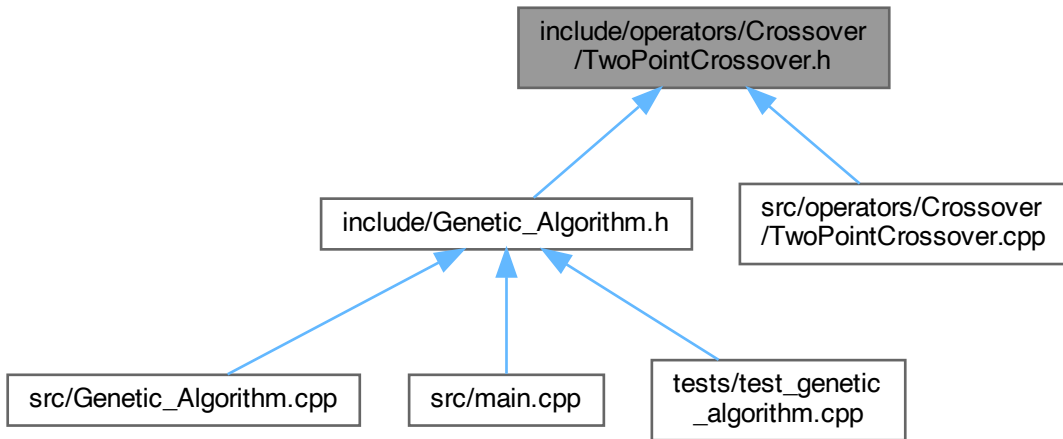 include/operators/Crossover
/TwoPointCrossover.h
include/Genetic_Algorithm.h
src/operators/Crossover
/TwoPointCrossover.cpp
src/Genetic_Algorithm.cpp
src/main.cpp
tests/test_genetic
_algorithm.cpp